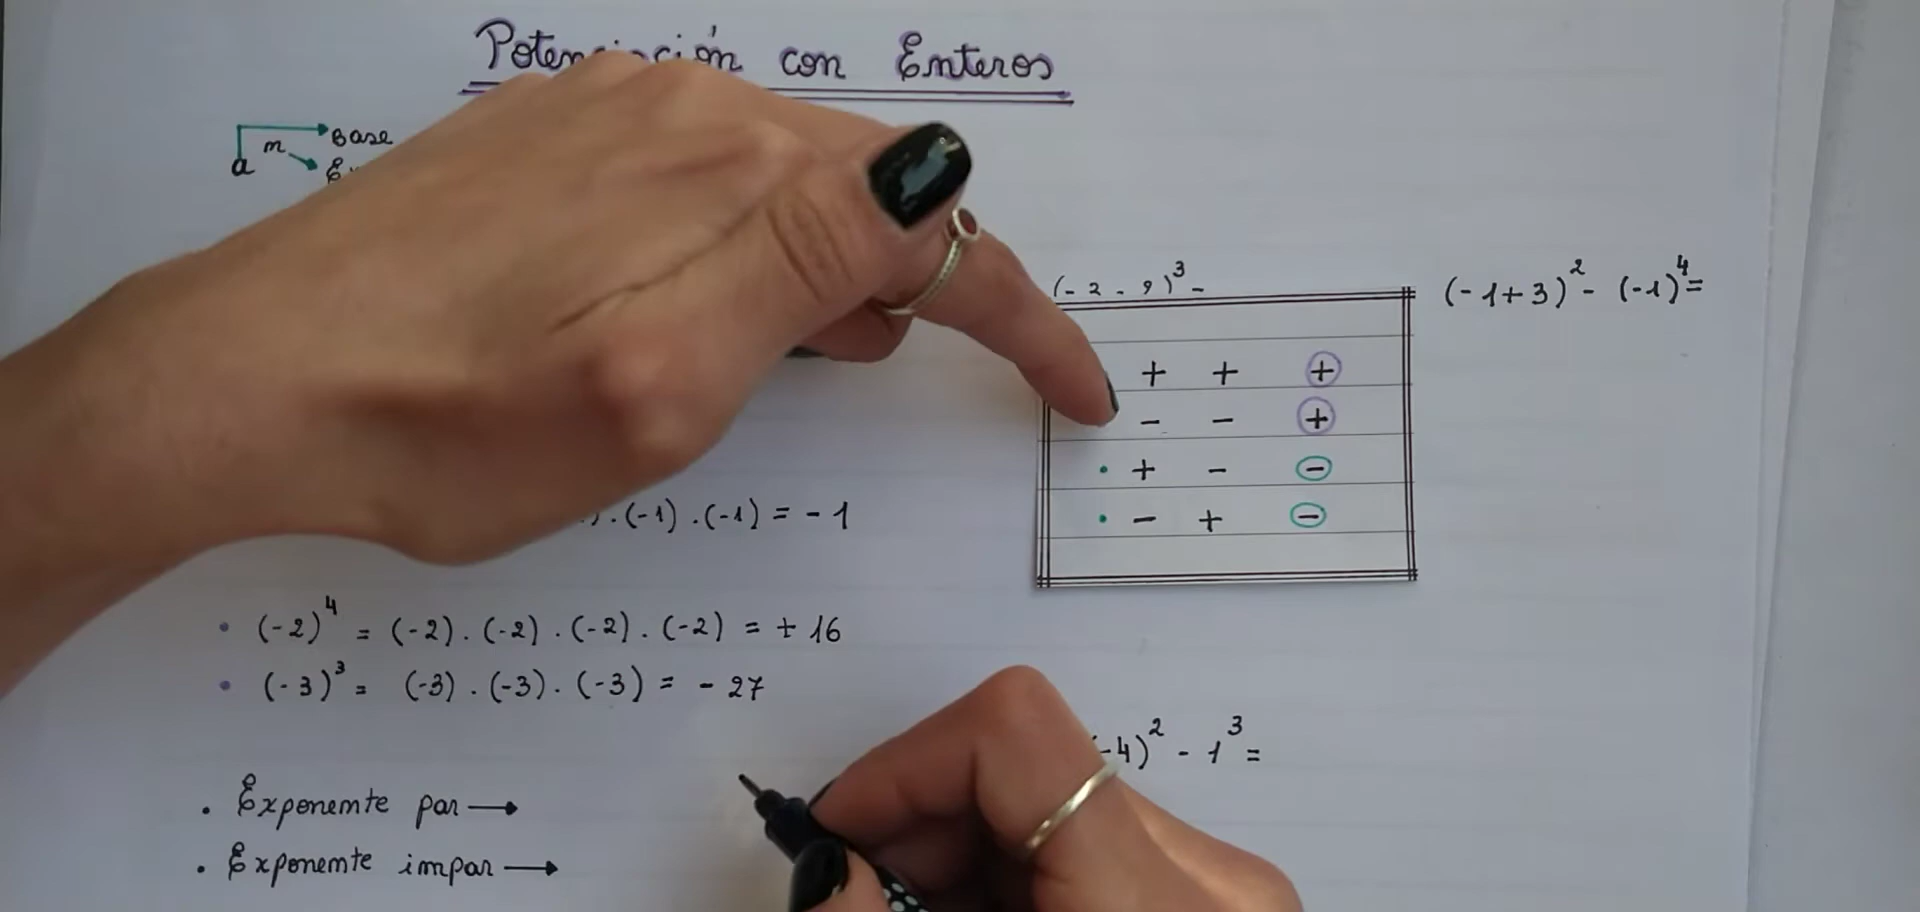 con Enteros
Base
a m
(-2 - 9)³ -
(-1+3)² - (-1)⁴=
+ + +
- - +
• + - -
• - + -
. (-1) . (-1) = - 1
• (-2)⁴ = (-2) . (-2) . (-2) . (-2) = + 16
• (-3)³ = (-3) . (-3) . (-3) = - 27
-4)² - 1³ =
. Exponente par →
. Exponente impar →